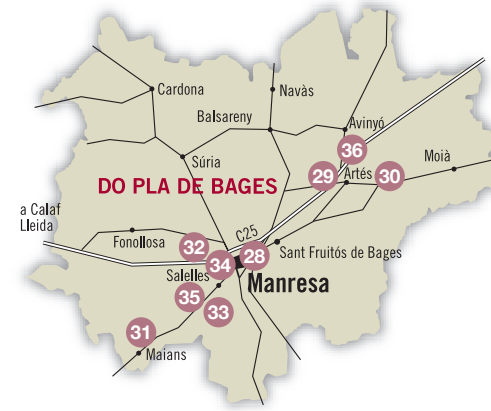 Cardona
Navàs
Balsareny
Avinyó
36
Súria
Moià
29
Artés
30
DO PLA DE BAGES
a Calaf
Lleida
Fonollosa
C25
32
Sant Fruitós de Bages
28
34
Salelles
Manresa
35
33
31
Maians